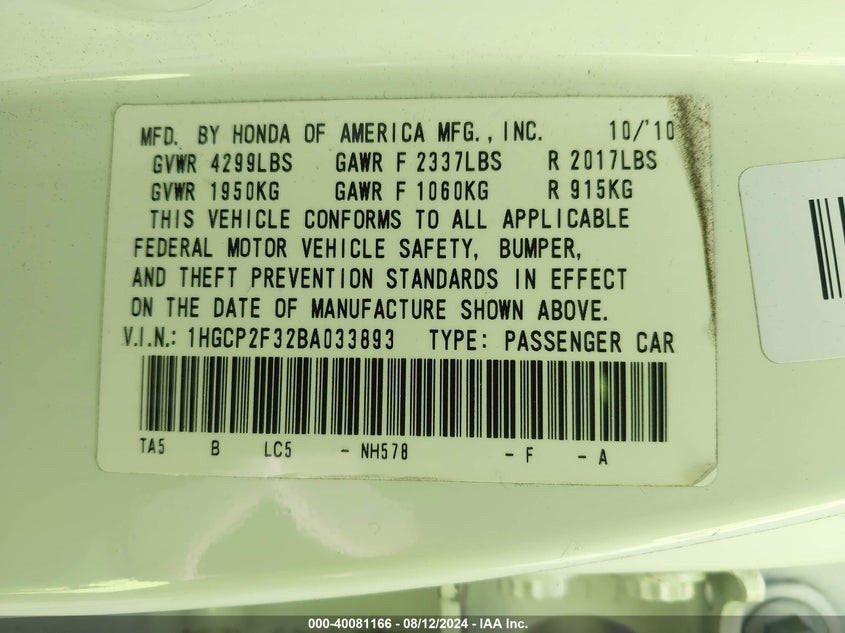 MFD. BY HONDA OF AMERICA MFG., INC. 10/'10
GVWR 4299LBS GAWR F 2337LBS R 2017LBS
GVWR 1950KG GAWR F 1060KG R 915KG
THIS VEHICLE CONFORMS TO ALL APPLICABLE
FEDERAL MOTOR VEHICLE SAFETY, BUMPER,
AND THEFT PREVENTION STANDARDS IN EFFECT
ON THE DATE OF MANUFACTURE SHOWN ABOVE.
V.I.N.: 1HGCP2F32BA033893 TYPE: PASSENGER CAR
TA5 B LC5 - NH578 - F - A
000-40081166 - 08/12/2024 - IAA Inc.